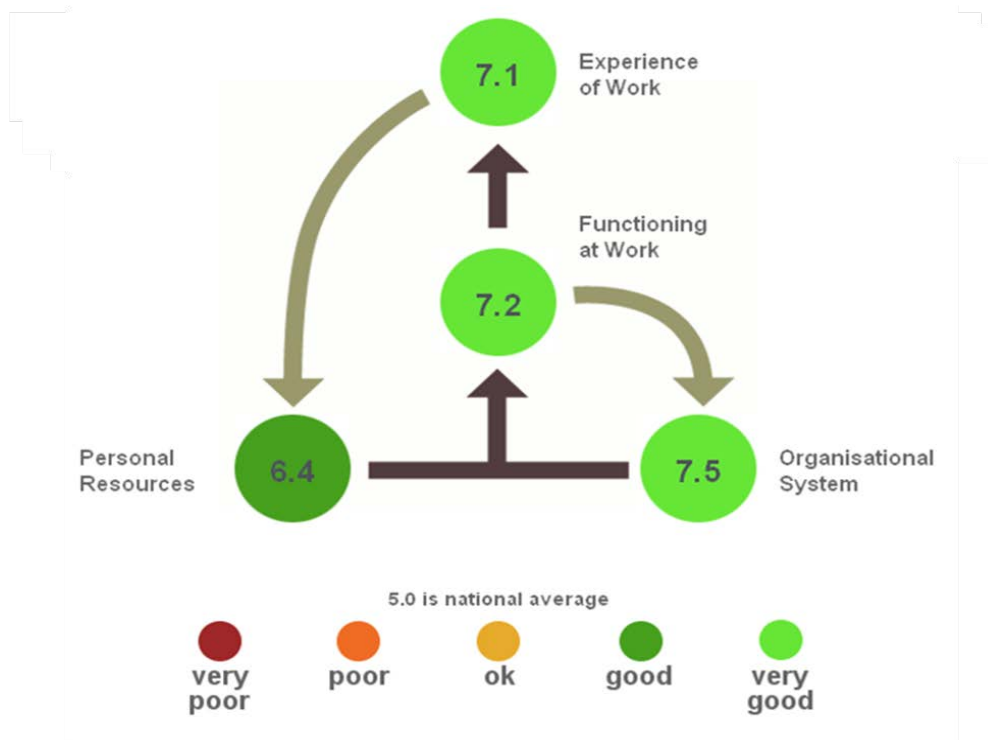 7.1
Experience
of Work
Functioning
at Work
7.2
Personal
Resources
6.4
7.5
Organisational
System
5.0 is national average
very
poor
poor
ok
good
very
good